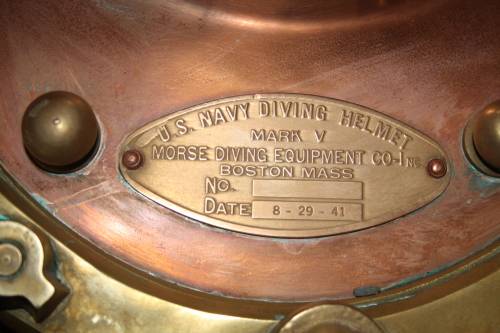 U.S. NAVY DIVING HELMET
MARK V
MORSE DIVING EQUIPMENT CO-INC
BOSTON MASS
NO.
DATE 8-29-41